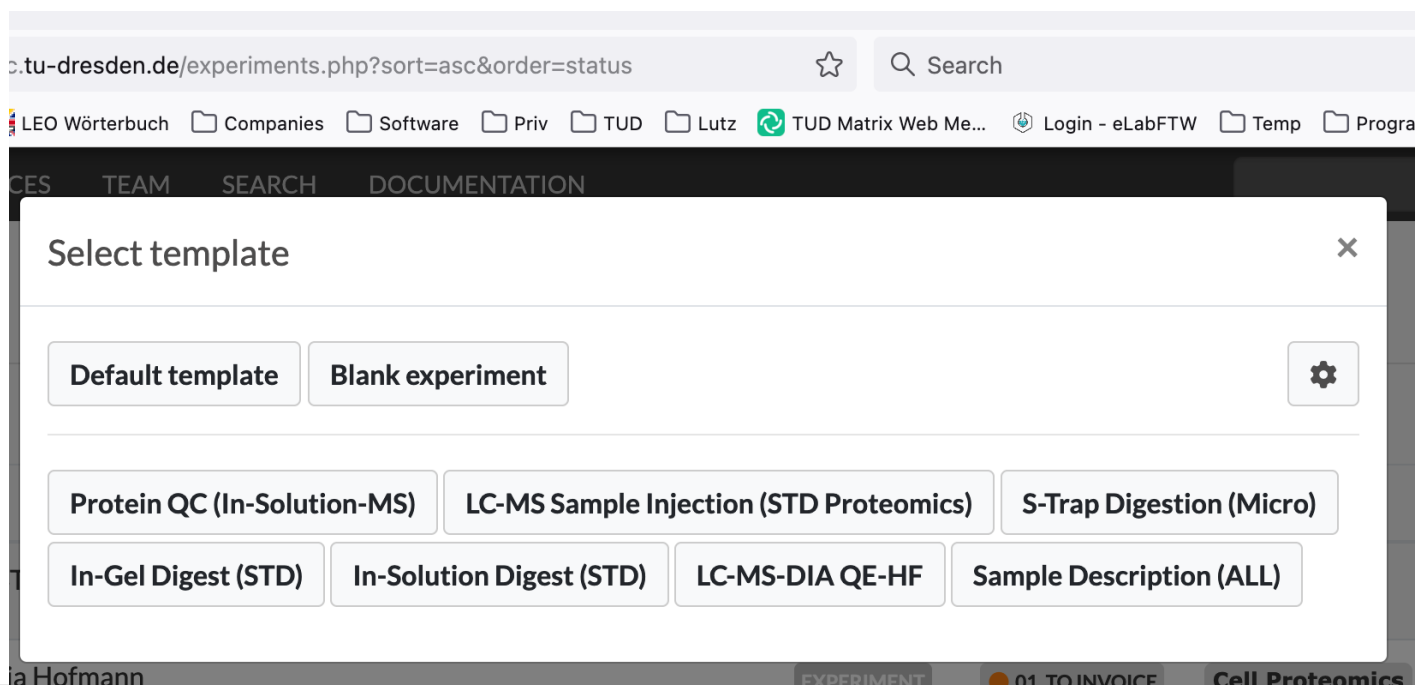 c.tu-dresden.de/experiments.php?sort=asc&order=status Search
LEO Wörterbuch Companies Software Priv TUD Lutz TUD Matrix Web Me... Login - eLabFTW Temp Progra
CES TEAM SEARCH DOCUMENTATION
Select template ×
Default template Blank experiment
Protein QC (In-Solution-MS) LC-MS Sample Injection (STD Proteomics) S-Trap Digestion (Micro)
In-Gel Digest (STD) In-Solution Digest (STD) LC-MS-DIA QE-HF Sample Description (ALL)
ia Hofmann EXPERIMENT 01 TO INVOICE Cell Proteomics